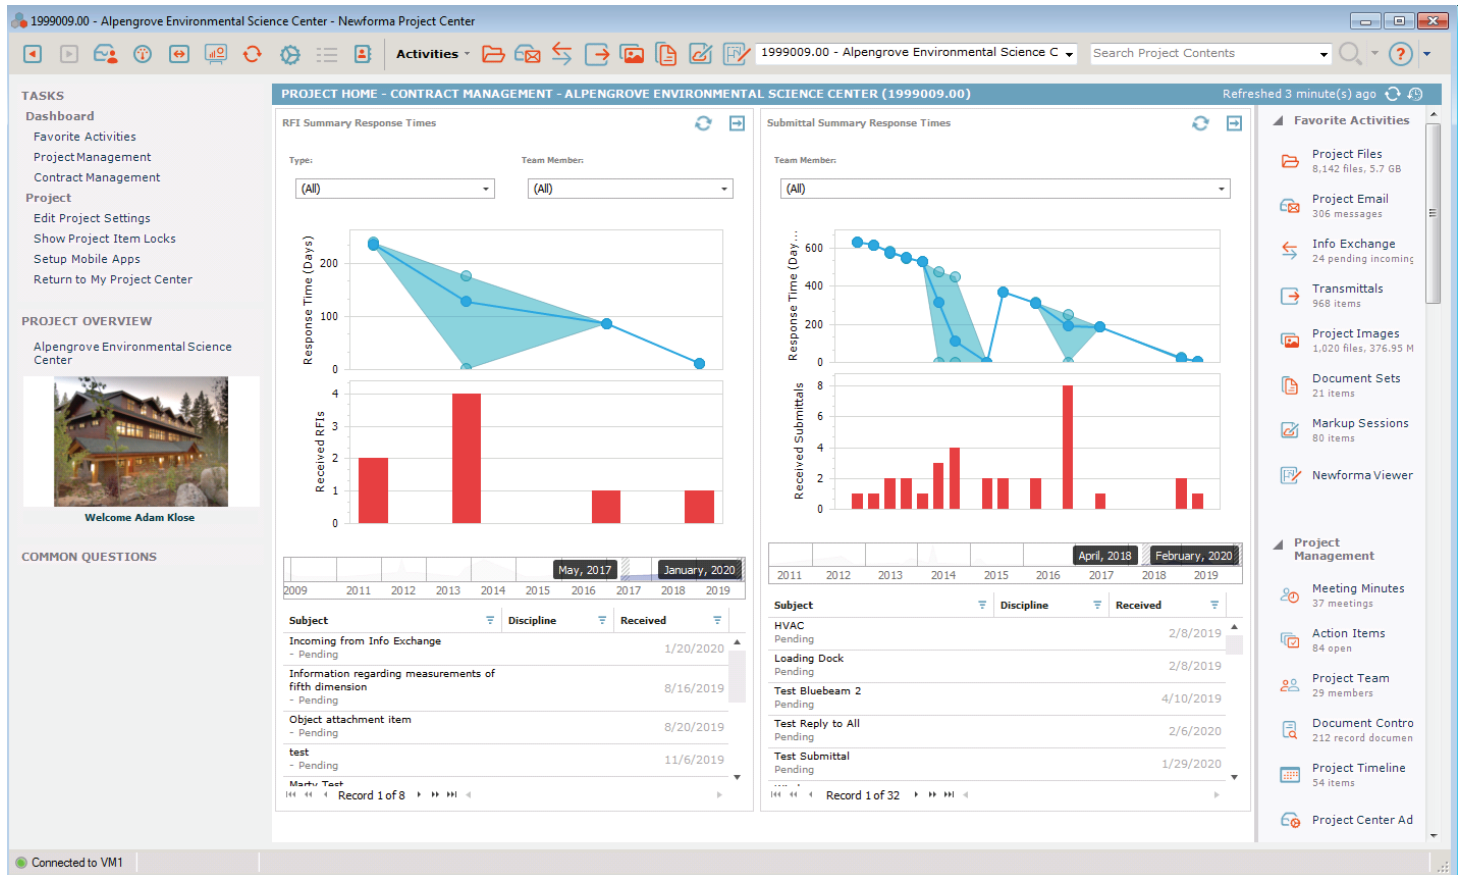 1999009.00 - Alpengrove Environmental Science Center - Newforma Project Center
Activities
1999009.00 - Alpengrove Environmental Science C
Search Project Contents
TASKS
Dashboard
Favorite Activities
Project Management
Contract Management
Project
Edit Project Settings
Show Project Item Locks
Setup Mobile Apps
Return to My Project Center
PROJECT OVERVIEW
Alpengrove Environmental Science
Center
Welcome Adam Klose
COMMON QUESTIONS
PROJECT HOME - CONTRACT MANAGEMENT - ALPENGROVE ENVIRONMENTAL SCIENCE CENTER (1999009.00)
Refreshed 3 minute(s) ago
RFI Summary Response Times
Type:
Team Member:
(All)
(All)
Response Time (Days)
200
100
0
Received RFIs
4
3
2
1
0
May, 2017
January, 2020
2009 2011 2012 2013 2014 2015 2016 2017 2018 2019
Subject Discipline Received
Incoming from Info Exchange
- Pending
1/20/2020
Information regarding measurements of
fifth dimension
- Pending
8/16/2019
Object attachment item
- Pending
8/20/2019
test
- Pending
11/6/2019
Marty Test
Record 1 of 8
Submittal Summary Response Times
Team Member:
(All)
Response Time (Day...
600
400
200
0
Received Submittals
8
6
4
2
0
April, 2018
February, 2020
2011 2012 2013 2014 2015 2016 2017 2018 2019
Subject Discipline Received
HVAC
Pending
2/8/2019
Loading Dock
Pending
2/8/2019
Test Bluebeam 2
Pending
4/10/2019
Test Reply to All
Pending
2/6/2020
Test Submittal
Pending
1/29/2020
Record 1 of 32
Favorite Activities
Project Files
8,142 files, 5.7 GB
Project Email
306 messages
Info Exchange
24 pending incoming
Transmittals
968 items
Project Images
1,020 files, 376.95 M
Document Sets
21 items
Markup Sessions
80 items
Newforma Viewer
Project
Management
Meeting Minutes
37 meetings
Action Items
84 open
Project Team
29 members
Document Contro
212 record documen
Project Timeline
54 items
Project Center Ad
Connected to VM1